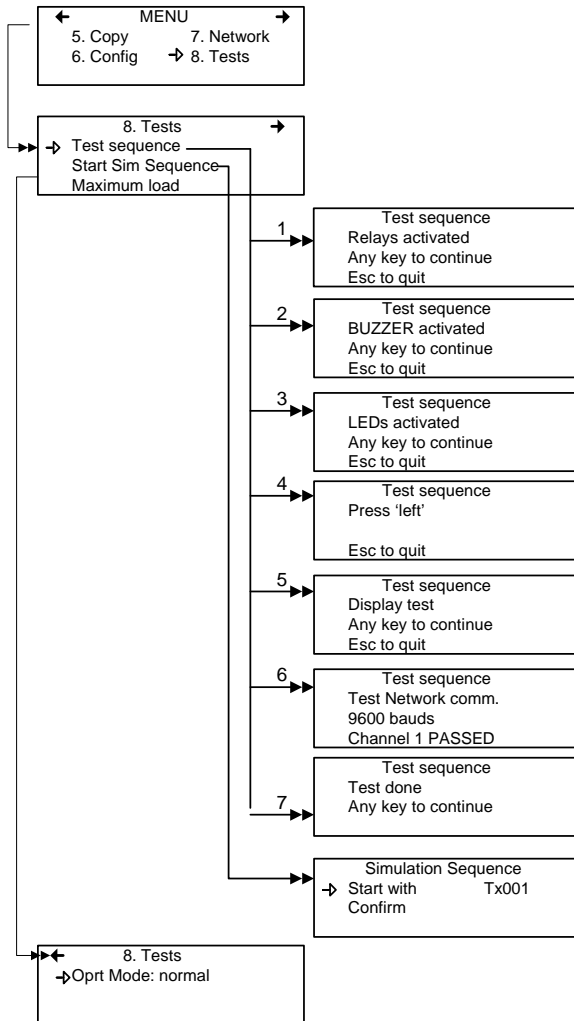 MENU
5. Copy 7. Network
6. Config 8. Tests
8. Tests
Test sequence
Start Sim Sequence
Maximum load
1
Test sequence
Relays activated
Any key to continue
Esc to quit
2
Test sequence
BUZZER activated
Any key to continue
Esc to quit
3
Test sequence
LEDs activated
Any key to continue
Esc to quit
4
Test sequence
Press ‘left’
Esc to quit
5
Test sequence
Display test
Any key to continue
Esc to quit
6
Test sequence
Test Network comm.
9600 bauds
Channel 1 PASSED
7
Test sequence
Test done
Any key to continue
Simulation Sequence
Start with Tx001
Confirm
8. Tests
Oprt Mode: normal